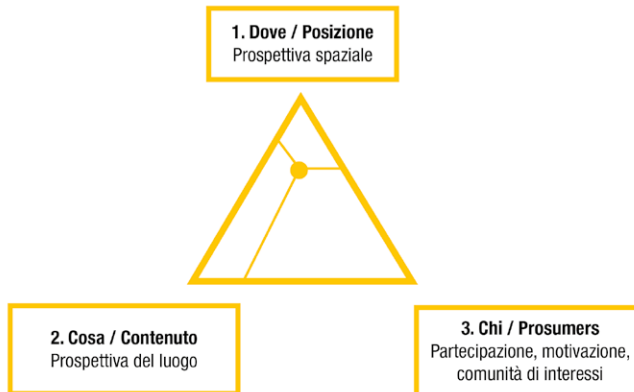 1. Dove / Posizione
Prospettiva spaziale
2. Cosa / Contenuto
Prospettiva del luogo
3. Chi / Prosumers
Partecipazione, motivazione,
comunità di interessi